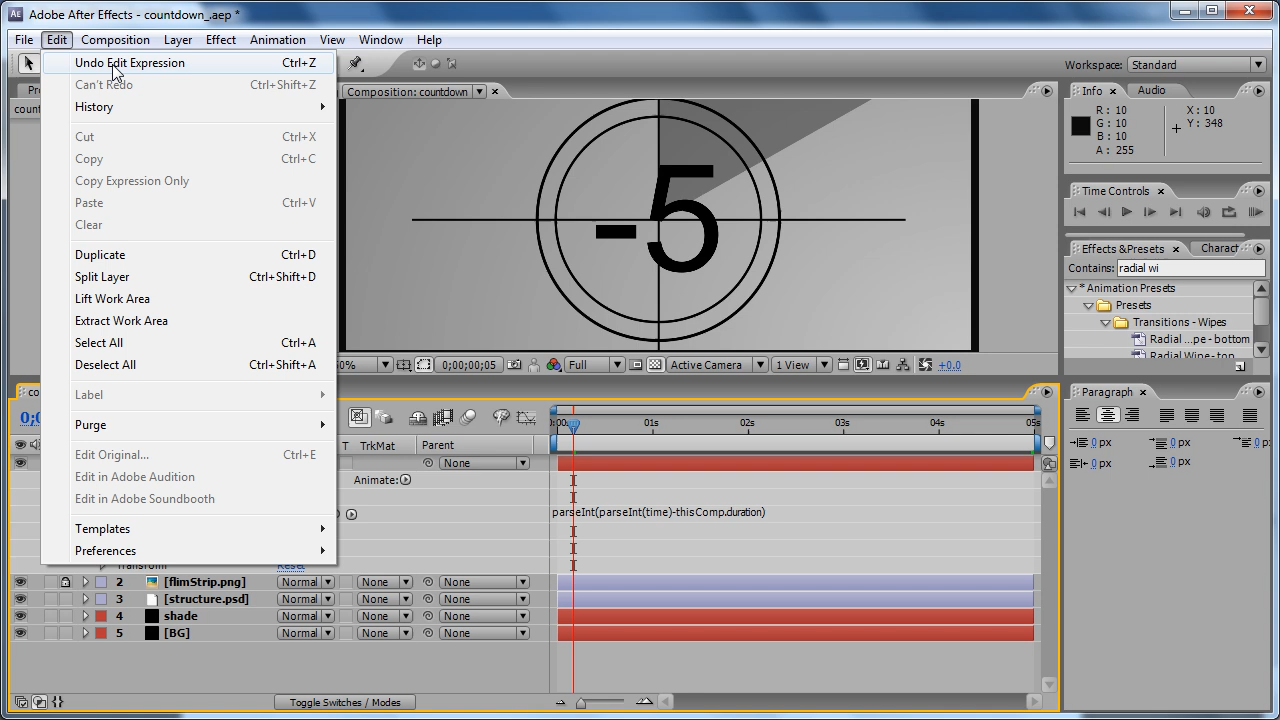 Adobe After Effects - countdown_.aep *
File Edit Composition Layer Effect Animation View Window Help
Undo Edit Expression Ctrl+Z
Can't Redo Ctrl+Shift+Z
History
Cut Ctrl+X
Copy Ctrl+C
Copy Expression Only
Paste Ctrl+V
Clear
Duplicate Ctrl+D
Split Layer Ctrl+Shift+D
Lift Work Area
Extract Work Area
Select All Ctrl+A
Deselect All Ctrl+Shift+A
Label
Purge
Edit Original... Ctrl+E
Edit in Adobe Audition
Edit in Adobe Soundbooth
Templates
Preferences
Workspace: Standard
Composition: countdown
-5
Full Active Camera 1 View +0.0
0;00;00;05
Info Audio
R: 10 X: 10
G: 10 Y: 348
B: 10
A: 255
Time Controls
Effects & Presets Charact
Contains: radial wi
* Animation Presets
Presets
Transitions - Wipes
Radial ...pe - bottom
Radial Wipe - top
Paragraph
0 px 0 px 0 px
0 px 0 px
01s 02s 03s 04s 05s
T TrkMat Parent
None
Animate:
parseInt(parseInt(time)-thisComp.duration)
Transform Reset
2 [flimStrip.png] Normal None None
3 [structure.psd] Normal None None
4 shade Normal None None
5 [BG] Normal None None
Toggle Switches / Modes